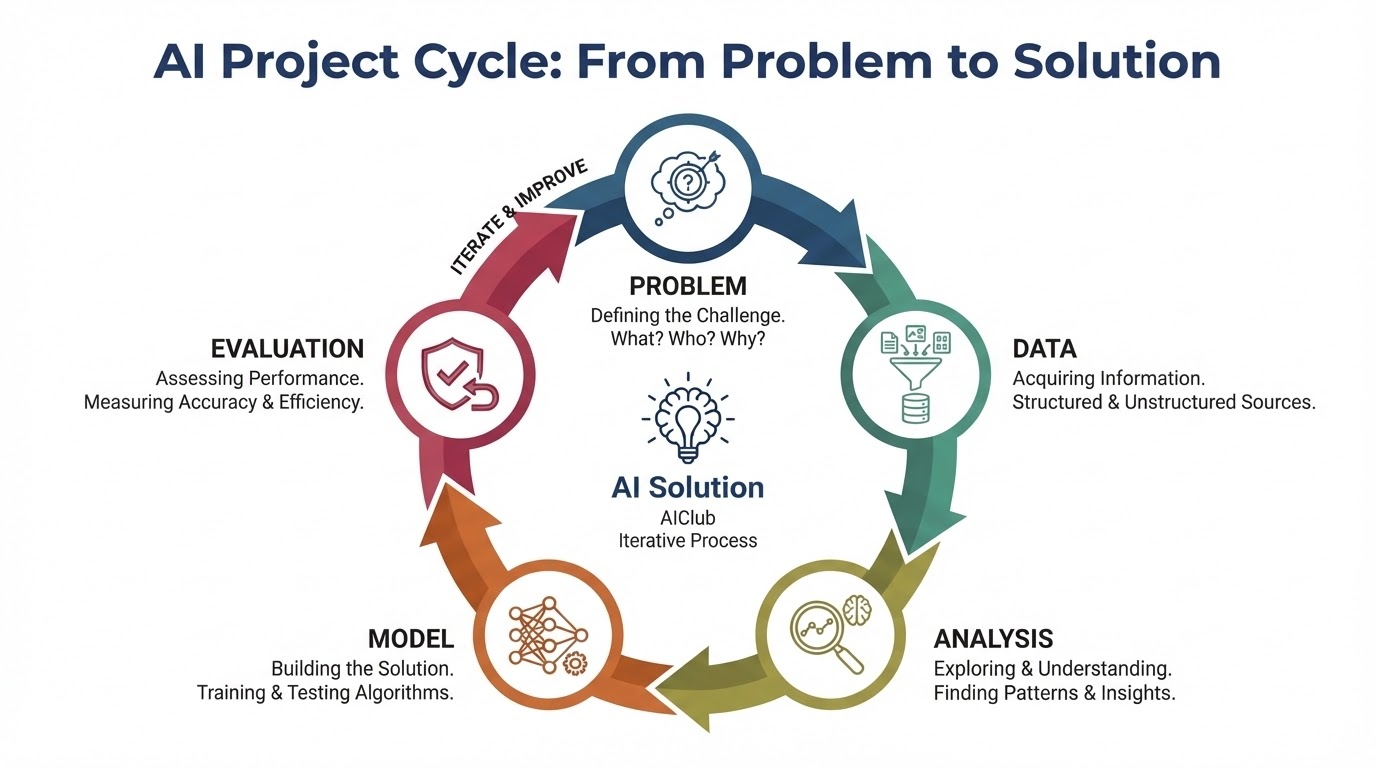 AI Project Cycle: From Problem to Solution
ITERATE & IMPROVE
?
PROBLEM
Defining the Challenge.
What? Who? Why?
DATA
Acquiring Information.
Structured & Unstructured Sources.
ANALYSIS
Exploring & Understanding.
Finding Patterns & Insights.
MODEL
Building the Solution.
Training & Testing Algorithms.
EVALUATION
Assessing Performance.
Measuring Accuracy & Efficiency.
AI Solution
AIClub
Iterative Process